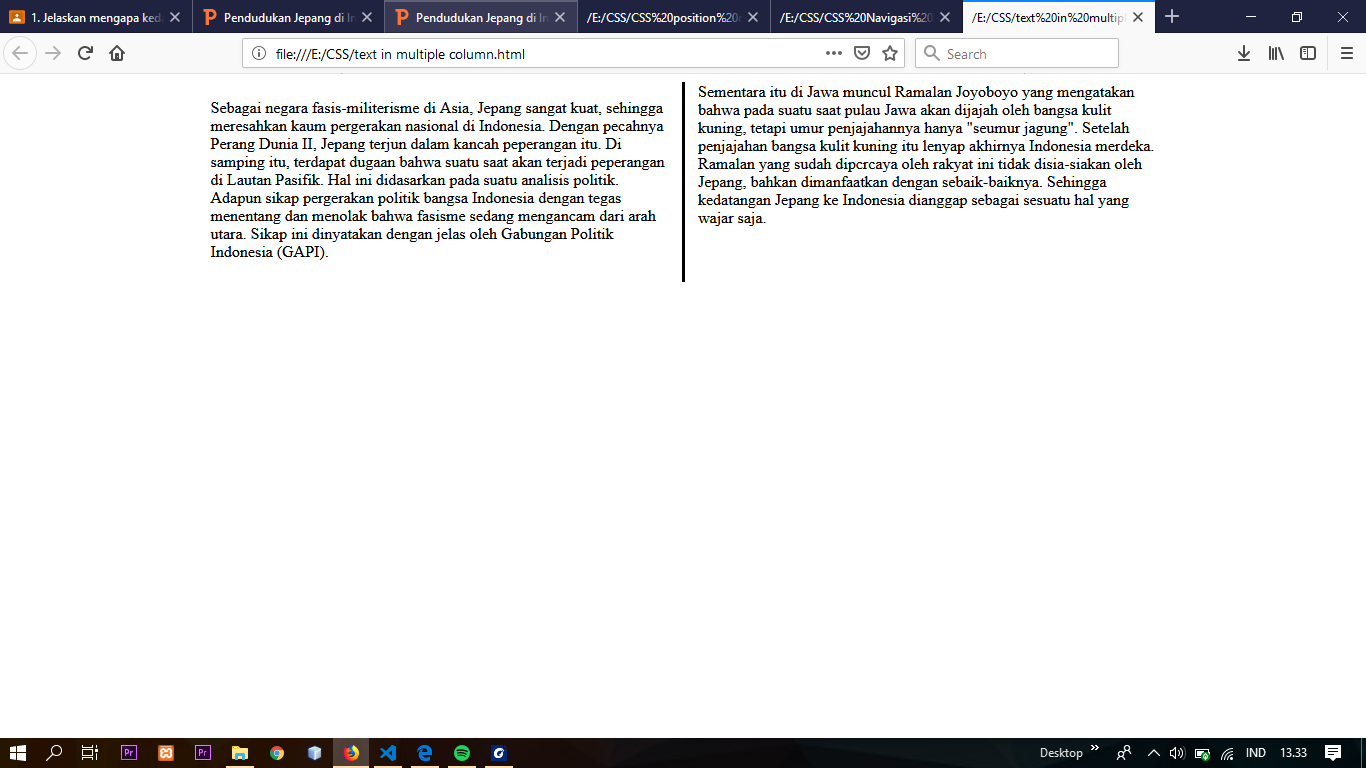 1. Jelaskan mengapa keda
Pendudukan Jepang di In
Pendudukan Jepang di In
/E:/CSS/CSS%20position%20
/E:/CSS/CSS%20Navigasi%20
/E:/CSS/text%20in%20multipl
file:///E:/CSS/text in multiple column.html
Search
Sebagai negara fasis-militerisme di Asia, Jepang sangat kuat, sehingga
meresahkan kaum pergerakan nasional di Indonesia. Dengan pecahnya
Perang Dunia II, Jepang terjun dalam kancah peperangan itu. Di
samping itu, terdapat dugaan bahwa suatu saat akan terjadi peperangan
di Lautan Pasifik. Hal ini didasarkan pada suatu analisis politik.
Adapun sikap pergerakan politik bangsa Indonesia dengan tegas
menentang dan menolak bahwa fasisme sedang mengancam dari arah
utara. Sikap ini dinyatakan dengan jelas oleh Gabungan Politik
Indonesia (GAPI).
Sementara itu di Jawa muncul Ramalan Joyoboyo yang mengatakan
bahwa pada suatu saat pulau Jawa akan dijajah oleh bangsa kulit
kuning, tetapi umur penjajahannya hanya "seumur jagung". Setelah
penjajahan bangsa kulit kuning itu lenyap akhirnya Indonesia merdeka.
Ramalan yang sudah dipcrcaya oleh rakyat ini tidak disia-siakan oleh
Jepang, bahkan dimanfaatkan dengan sebaik-baiknya. Sehingga
kedatangan Jepang ke Indonesia dianggap sebagai sesuatu hal yang
wajar saja.
Pr
Pr
Desktop
IND
13.33